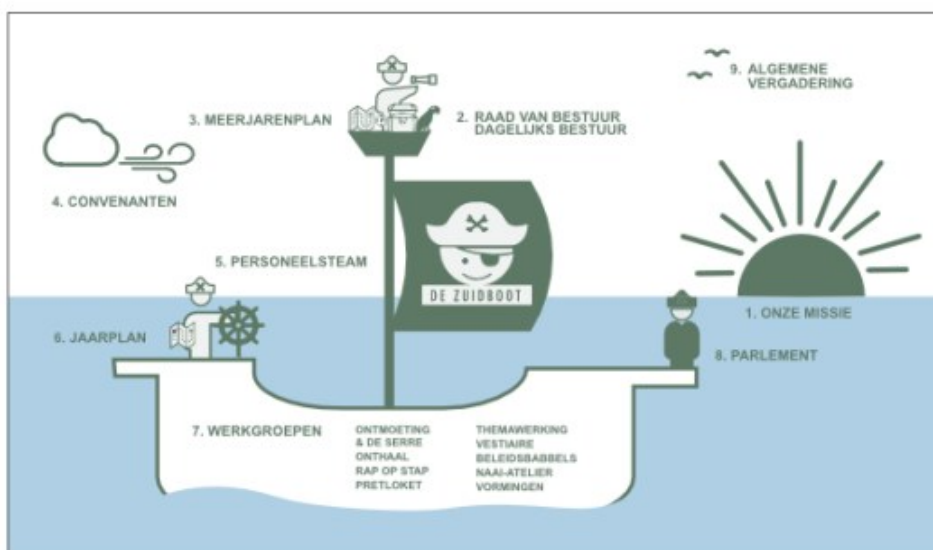 9. ALGEMENE
VERGADERING
3. MEERJARENPLAN
2. RAAD VAN BESTUUR
DAGELIJKS BESTUUR
4. CONVENANTEN
5. PERSONEELSTEAM
DE ZUIDBOOT
1. ONZE MISSIE
6. JAARPLAN
8. PARLEMENT
7. WERKGROEPEN
ONTMOETING
& DE SERRE
ONTHAAL
RAP OP STAP
PRETLOKET
THEMAWERKING
VESTIAIRE
BELEIDSBABBELS
NAAI-ATELIER
VORMINGEN